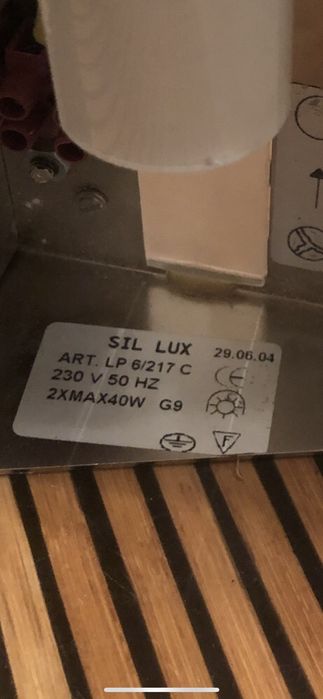 SIL LUX 29.06.04
ART. LP 6/217 C
230 V 50 HZ
2XMAX40W G9
F